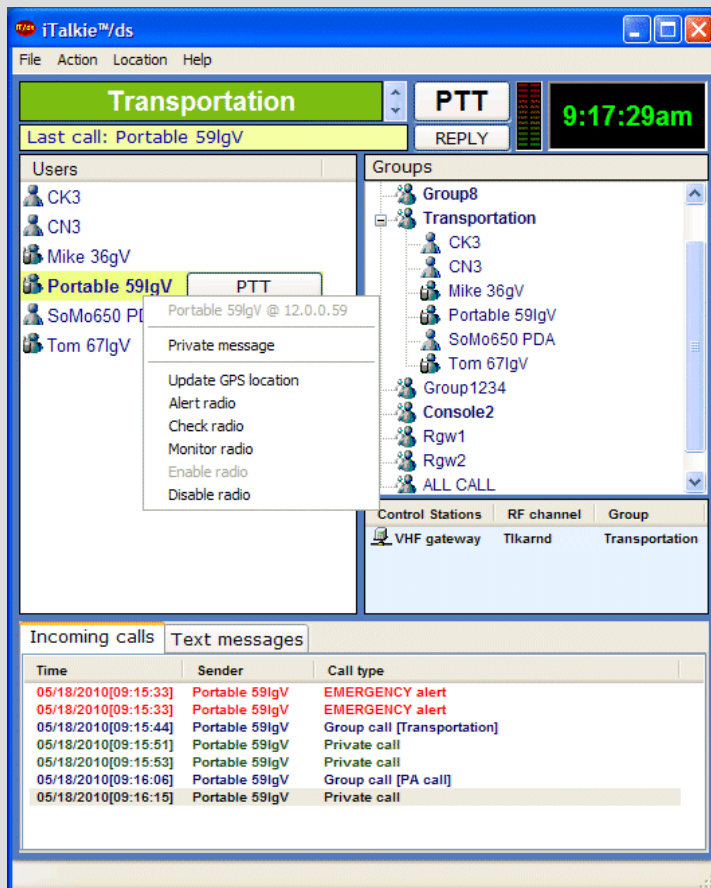 iTalkie™/ds
File Action Location Help
Transportation
PTT
9:17:29am
Last call: Portable 59lgV
REPLY
Users
CK3
CN3
Mike 36gV
Portable 59lgV
PTT
SoMo650 PD
Tom 67lgV
Portable 59lgV @ 12.0.0.59
Private message
Update GPS location
Alert radio
Check radio
Monitor radio
Enable radio
Disable radio
Groups
Group8
Transportation
CK3
CN3
Mike 36gV
Portable 59lgV
SoMo650 PDA
Tom 67lgV
Group1234
Console2
Rgw1
Rgw2
ALL CALL
Control Stations RF channel Group
VHF gateway Tlkarnd Transportation
Incoming calls Text messages
Time Sender Call type
05/18/2010[09:15:33] Portable 59lgV EMERGENCY alert
05/18/2010[09:15:33] Portable 59lgV EMERGENCY alert
05/18/2010[09:15:44] Portable 59lgV Group call [Transportation]
05/18/2010[09:15:51] Portable 59lgV Private call
05/18/2010[09:15:53] Portable 59lgV Private call
05/18/2010[09:16:06] Portable 59lgV Group call [PA call]
05/18/2010[09:16:15] Portable 59lgV Private call